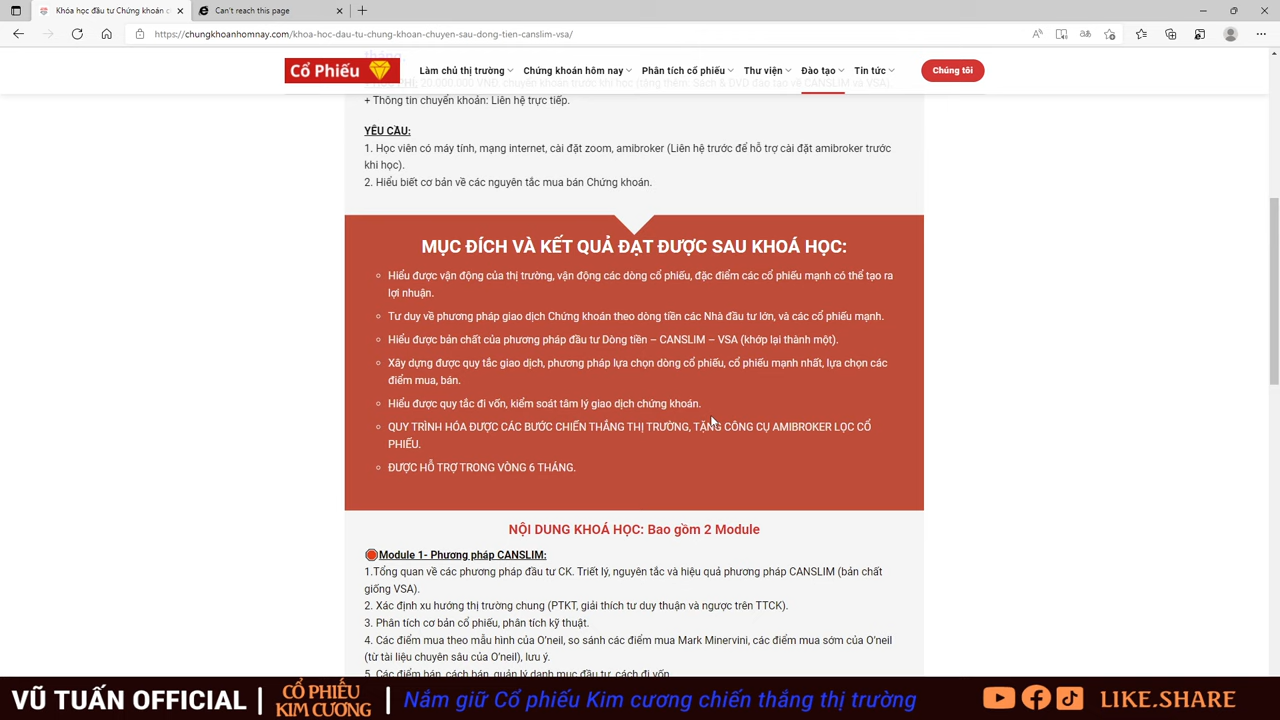 Khóa học đầu tư Chứng khoán c
Can't reach this page
https://chungkhoanhomnay.com/khoa-hoc-dau-tu-chung-khoan-chuyen-sau-dong-tien-canslim-vsa/
Cổ Phiếu
Làm chủ thị trường
Chứng khoán hôm nay
Phân tích cổ phiếu
Thư viện
Đào tạo
Tin tức
Chúng tôi
+ Thông tin chuyển khoản: Liên hệ trực tiếp.
YÊU CẦU:
1. Học viên có máy tính, mạng internet, cài đặt zoom, amibroker (Liên hệ trước để hỗ trợ cài đặt amibroker trước
khi học).
2. Hiểu biết cơ bản về các nguyên tắc mua bán Chứng khoán.
MỤC ĐÍCH VÀ KẾT QUẢ ĐẠT ĐƯỢC SAU KHOÁ HỌC:
Hiểu được vận động của thị trường, vận động các dòng cổ phiếu, đặc điểm các cổ phiếu mạnh có thể tạo ra
lợi nhuận.
Tư duy về phương pháp giao dịch Chứng khoán theo dòng tiền các Nhà đầu tư lớn, và các cổ phiếu mạnh.
Hiểu được bản chất của phương pháp đầu tư Dòng tiền – CANSLIM – VSA (khớp lại thành một).
Xây dựng được quy tắc giao dịch, phương pháp lựa chọn dòng cổ phiếu, cổ phiếu mạnh nhất, lựa chọn các
điểm mua, bán.
Hiểu được quy tắc đi vốn, kiểm soát tâm lý giao dịch chứng khoán.
QUY TRÌNH HÓA ĐƯỢC CÁC BƯỚC CHIẾN THẮNG THỊ TRƯỜNG, TẶNG CÔNG CỤ AMIBROKER LỌC CỔ
PHIẾU.
ĐƯỢC HỖ TRỢ TRONG VÒNG 6 THÁNG.
NỘI DUNG KHOÁ HỌC: Bao gồm 2 Module
Module 1- Phương pháp CANSLIM:
1.Tổng quan về các phương pháp đầu tư CK. Triết lý, nguyên tắc và hiệu quả phương pháp CANSLIM (bản chất
giống VSA).
2. Xác định xu hướng thị trường chung (PTKT, giải thích tư duy thuận và ngược trên TTCK).
3. Phân tích cơ bản cổ phiếu, phân tích kỹ thuật.
4. Các điểm mua theo mẫu hình của O'neil, so sánh các điểm mua Mark Minervini, các điểm mua sớm của O'neil
(từ tài liệu chuyên sâu của O'neil), lưu ý.
5. Các điểm bán, cách bán, quản lý danh mục đầu tư, cách đi vốn.
VŨ TUẤN OFFICIAL | CỔ PHIẾU KIM CƯƠNG | Nắm giữ Cổ phiếu Kim cương chiến thắng thị trường LIKE.SHARE